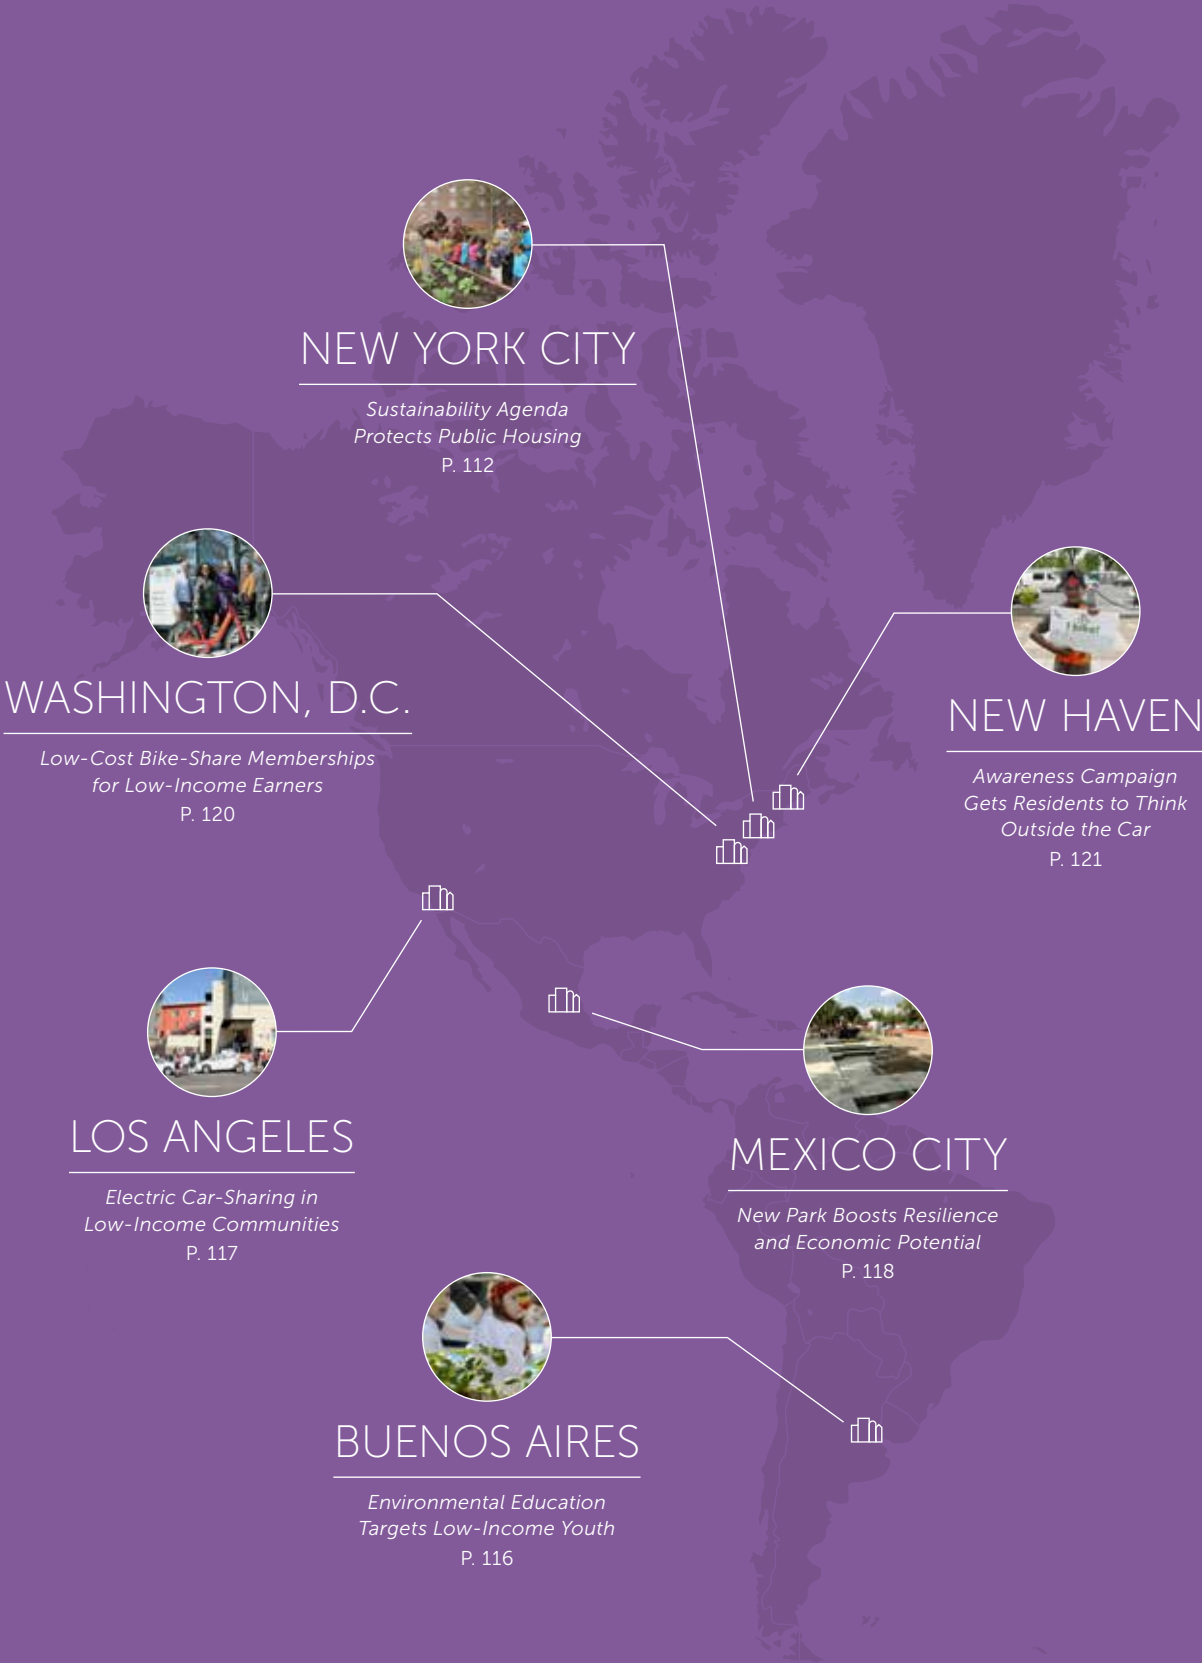 NEW YORK CITY
Sustainability Agenda
Protects Public Housing
P. 112
WASHINGTON, D.C.
Low-Cost Bike-Share Memberships
for Low-Income Earners
P. 120
NEW HAVEN
Awareness Campaign
Gets Residents to Think
Outside the Car
P. 121
LOS ANGELES
Electric Car-Sharing in
Low-Income Communities
P. 117
MEXICO CITY
New Park Boosts Resilience
and Economic Potential
P. 118
BUENOS AIRES
Environmental Education
Targets Low-Income Youth
P. 116